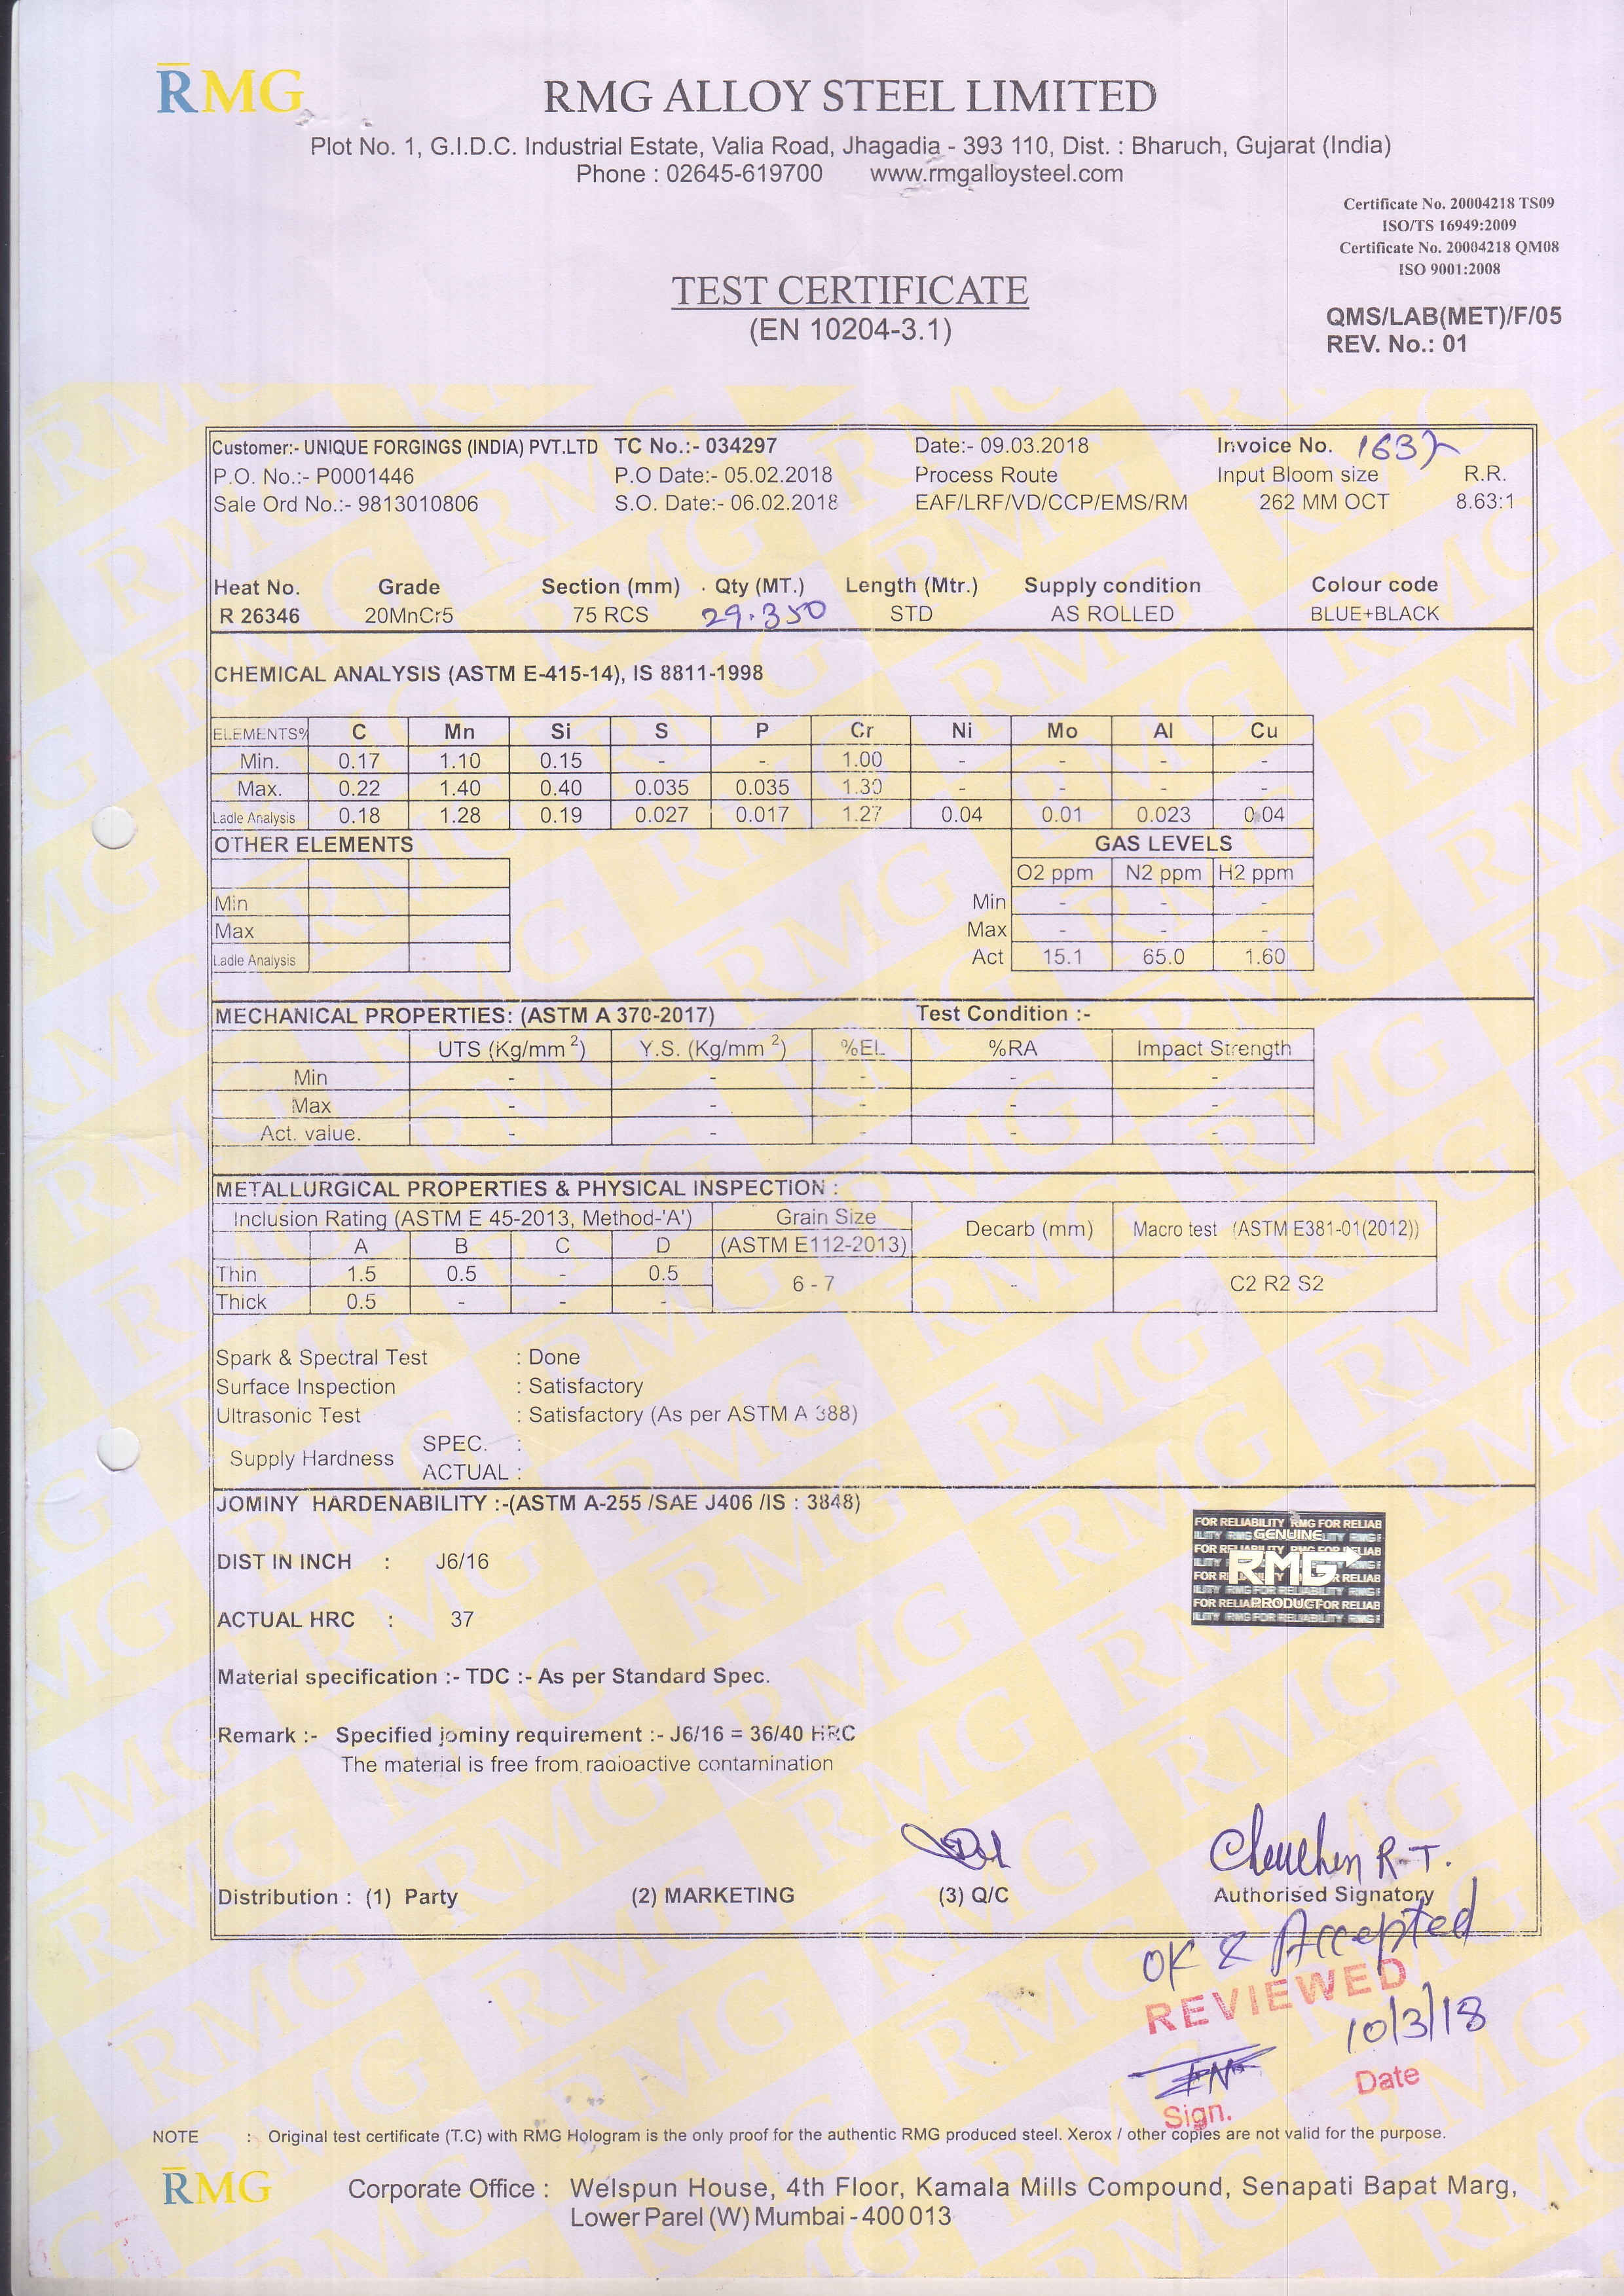 RMG
RMG ALLOY STEEL LIMITED
Plot No. 1, G.I.D.C. Industrial Estate, Valia Road, Jhagadia - 393 110, Dist. : Bharuch, Gujarat (India)
Phone : 02645-619700 www.rmgalloysteel.com
Certificate No. 20004218 TS09
ISO/TS 16949:2009
Certificate No. 20004218 QM08
ISO 9001:2008
TEST CERTIFICATE
(EN 10204-3.1)
QMS/LAB(MET)/F/05
REV. No.: 01
Customer:- UNIQUE FORGINGS (INDIA) PVT.LTD TC No.:- 034297 Date:- 09.03.2018 Invoice No. 1637
P.O. No.:- P0001446 P.O Date:- 05.02.2018 Process Route Input Bloom size R.R.
Sale Ord No.:- 9813010806 S.O. Date:- 06.02.2018 EAF/LRF/VD/CCP/EMS/RM 262 MM OCT 8.63:1
Heat No. Grade Section (mm) Qty (MT.) Length (Mtr.) Supply condition Colour code
R 26346 20MnCr5 75 RCS 29.350 STD AS ROLLED BLUE+BLACK
CHEMICAL ANALYSIS (ASTM E-415-14), IS 8811-1998
ELEMENTS% C Mn Si S P Cr Ni Mo Al Cu
Min. 0.17 1.10 0.15 - - 1.00 - - - -
Max. 0.22 1.40 0.40 0.035 0.035 1.30 - - - -
Ladle Analysis 0.18 1.28 0.19 0.027 0.017 1.27 0.04 0.01 0.023 0.04
OTHER ELEMENTS GAS LEVELS
O2 ppm N2 ppm H2 ppm
Min Min - - -
Max Max - - -
Ladle Analysis Act 15.1 65.0 1.60
MECHANICAL PROPERTIES: (ASTM A 370-2017) Test Condition :-
UTS (Kg/mm 2) Y.S. (Kg/mm 2) %EL %RA Impact Strength
Min - - - - -
Max - - - - -
Act. value. - - - - -
METALLURGICAL PROPERTIES & PHYSICAL INSPECTION :
Inclusion Rating (ASTM E 45-2013, Method-'A') Grain Size Decarb (mm) Macro test (ASTM E381-01(2012))
A B C D (ASTM E112-2013)
Thin 1.5 0.5 - 0.5 6 - 7 - C2 R2 S2
Thick 0.5 - - -
Spark & Spectral Test : Done
Surface Inspection : Satisfactory
Ultrasonic Test : Satisfactory (As per ASTM A 388)
Supply Hardness SPEC. :
ACTUAL :
JOMINY HARDENABILITY :-(ASTM A-255 /SAE J406 /IS : 3848)
DIST IN INCH : J6/16
ACTUAL HRC : 37
GENUINE
RMG
PRODUCT
FOR RELIABILITY RMG FOR RELIAB
Material specification :- TDC :- As per Standard Spec.
Remark :- Specified jominy requirement :- J6/16 = 36/40 HRC
The material is free from radioactive contamination
R.T.
Distribution : (1) Party (2) MARKETING (3) Q/C Authorised Signatory
OK & Accepted
REVIEWED
10/3/18
Sign. Date
NOTE : Original test certificate (T.C) with RMG Hologram is the only proof for the authentic RMG produced steel. Xerox / other copies are not valid for the purpose.
RMG
Corporate Office : Welspun House, 4th Floor, Kamala Mills Compound, Senapati Bapat Marg,
Lower Parel (W) Mumbai - 400 013